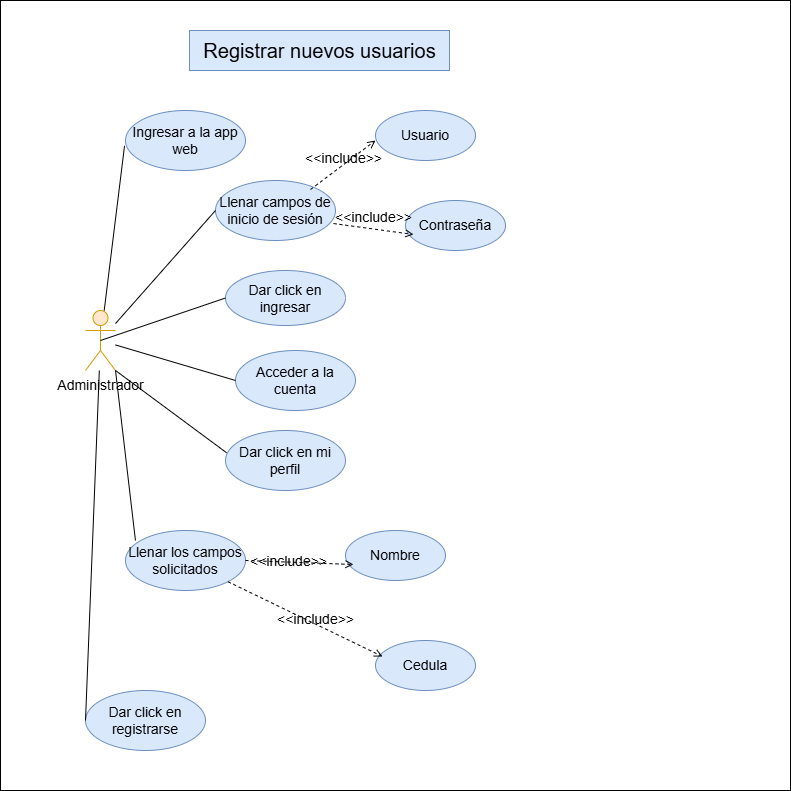 Registrar nuevos usuarios
Ingresar a la app
web
Usuario
<<include>>
Llenar campos de
inicio de sesión
<<include>>
Contraseña
Dar click en
ingresar
Acceder a la
cuenta
Administrador
Dar click en mi
perfil
Llenar los campos
solicitados
<<include>>
Nombre
<<include>>
Cedula
Dar click en
registrarse